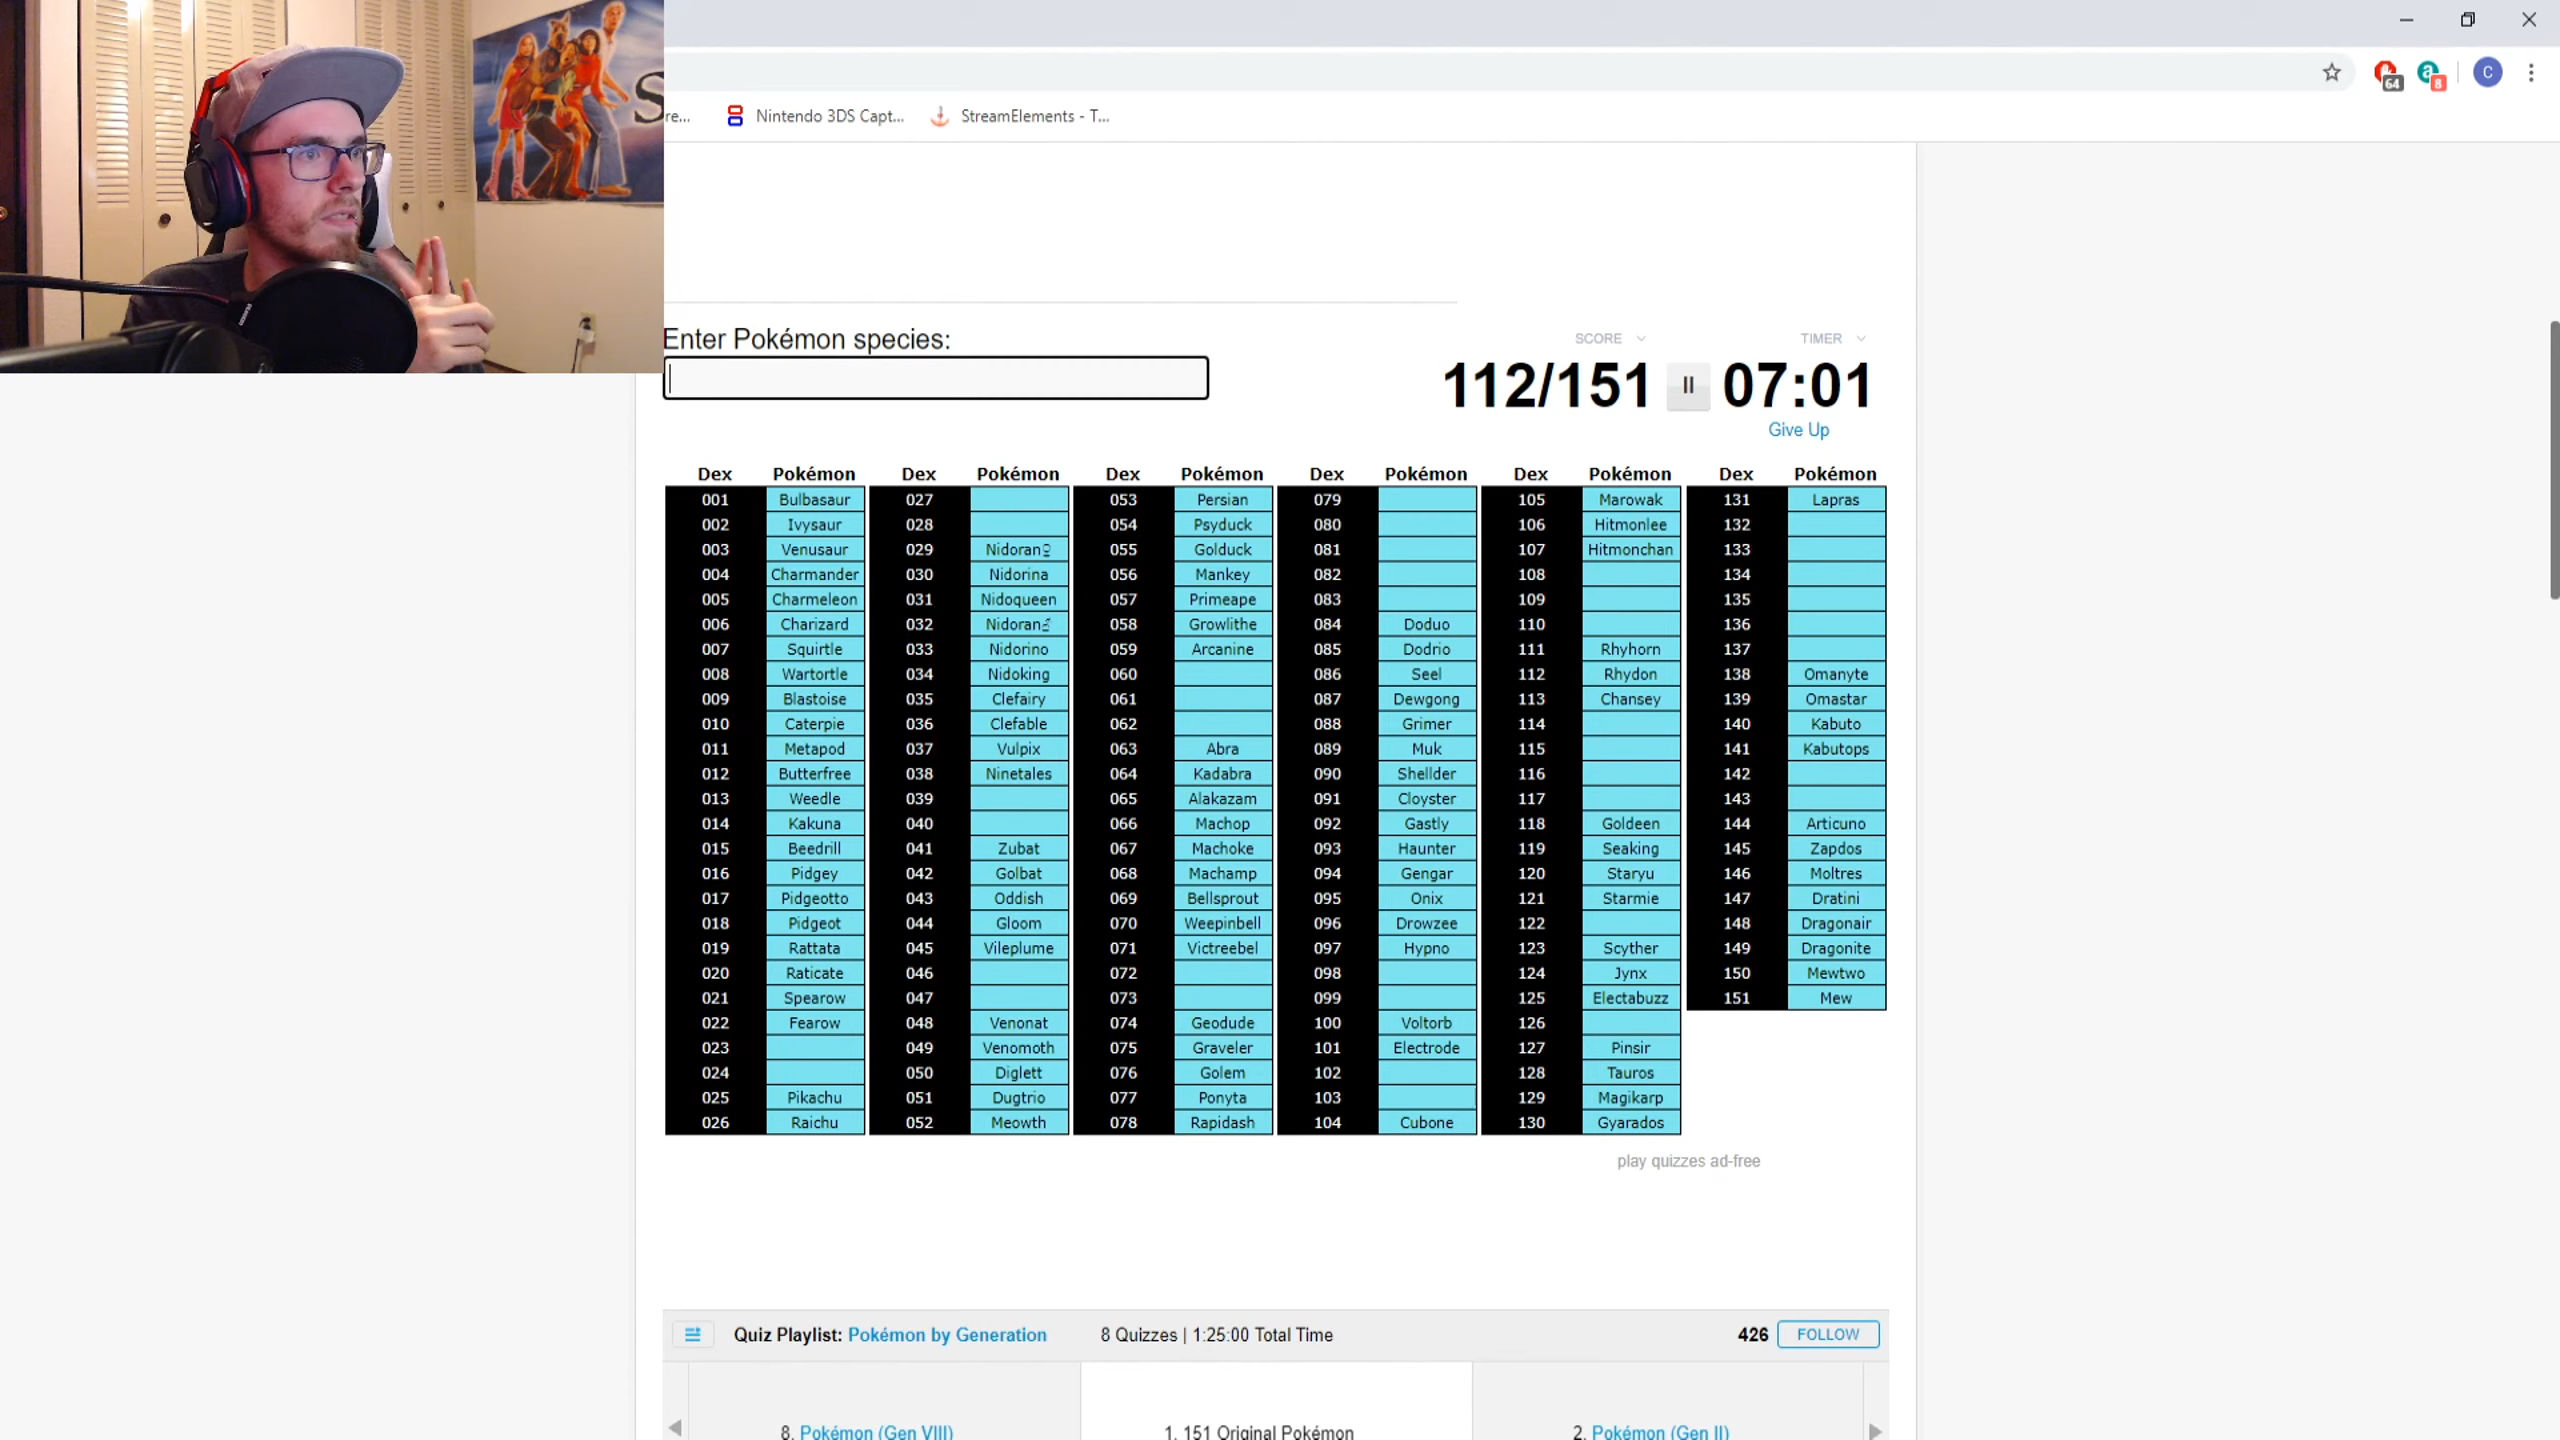 re...
Nintendo 3DS Capt...
StreamElements - T...
64
8
C
S
Enter Pokémon species:
SCORE
TIMER
112/151
07:01
Give Up
Dex Pokémon Dex Pokémon Dex Pokémon Dex Pokémon Dex Pokémon Dex Pokémon
001 Bulbasaur 027 053 Persian 079 105 Marowak 131 Lapras
002 Ivysaur 028 054 Psyduck 080 106 Hitmonlee 132
003 Venusaur 029 Nidoran♀ 055 Golduck 081 107 Hitmonchan 133
004 Charmander 030 Nidorina 056 Mankey 082 108 134
005 Charmeleon 031 Nidoqueen 057 Primeape 083 109 135
006 Charizard 032 Nidoran♂ 058 Growlithe 084 Doduo 110 136
007 Squirtle 033 Nidorino 059 Arcanine 085 Dodrio 111 Rhyhorn 137
008 Wartortle 034 Nidoking 060 086 Seel 112 Rhydon 138 Omanyte
009 Blastoise 035 Clefairy 061 087 Dewgong 113 Chansey 139 Omastar
010 Caterpie 036 Clefable 062 088 Grimer 114 140 Kabuto
011 Metapod 037 Vulpix 063 Abra 089 Muk 115 141 Kabutops
012 Butterfree 038 Ninetales 064 Kadabra 090 Shellder 116 142
013 Weedle 039 065 Alakazam 091 Cloyster 117 143
014 Kakuna 040 066 Machop 092 Gastly 118 Goldeen 144 Articuno
015 Beedrill 041 Zubat 067 Machoke 093 Haunter 119 Seaking 145 Zapdos
016 Pidgey 042 Golbat 068 Machamp 094 Gengar 120 Staryu 146 Moltres
017 Pidgeotto 043 Oddish 069 Bellsprout 095 Onix 121 Starmie 147 Dratini
018 Pidgeot 044 Gloom 070 Weepinbell 096 Drowzee 122 148 Dragonair
019 Rattata 045 Vileplume 071 Victreebel 097 Hypno 123 Scyther 149 Dragonite
020 Raticate 046 072 098 124 Jynx 150 Mewtwo
021 Spearow 047 073 099 125 Electabuzz 151 Mew
022 Fearow 048 Venonat 074 Geodude 100 Voltorb 126
023 049 Venomoth 075 Graveler 101 Electrode 127 Pinsir
024 050 Diglett 076 Golem 102 128 Tauros
025 Pikachu 051 Dugtrio 077 Ponyta 103 129 Magikarp
026 Raichu 052 Meowth 078 Rapidash 104 Cubone 130 Gyarados
play quizzes ad-free
Quiz Playlist: Pokémon by Generation 8 Quizzes | 1:25:00 Total Time 426 FOLLOW
8. Pokémon (Gen VIII) 1. 151 Original Pokémon 2. Pokémon (Gen II)